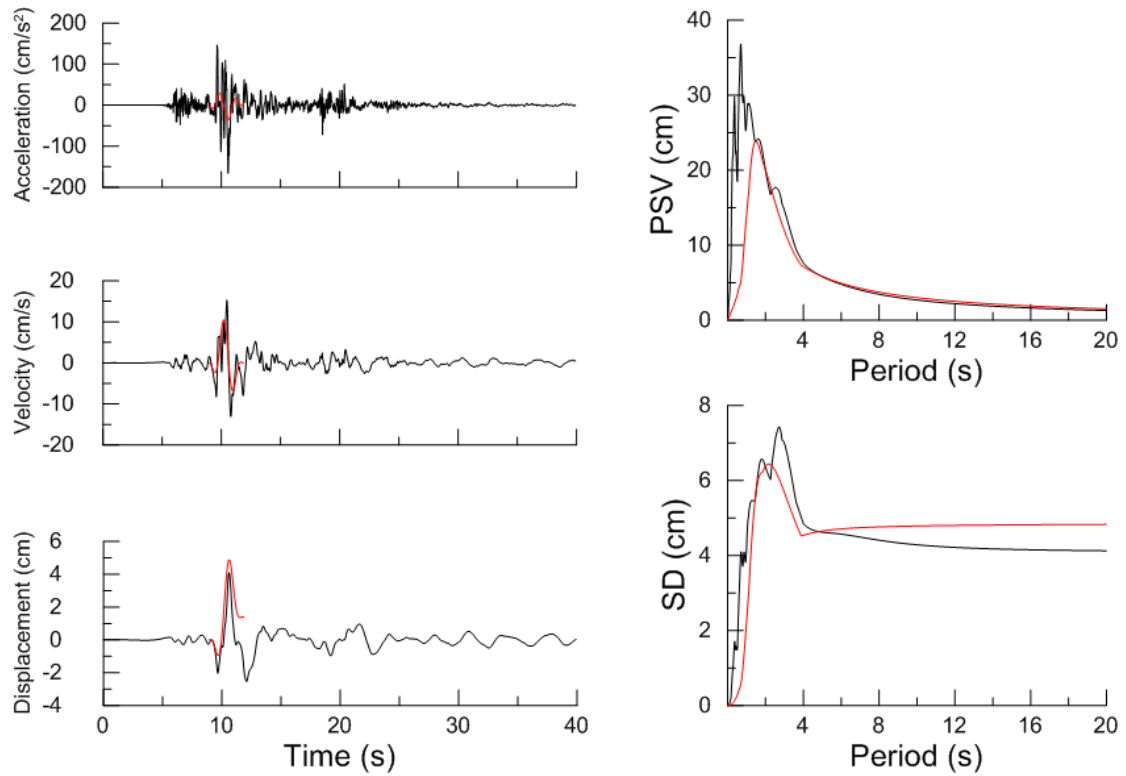 Acceleration (cm/s²)
200
100
0
-100
-200
Velocity (cm/s)
20
10
0
-10
-20
Displacement (cm)
6
4
2
0
-2
-4
0 10 20 30 40
Time (s)
PSV (cm)
40
30
20
10
0
4 8 12 16 20
Period (s)
SD (cm)
8
6
4
2
0
0 4 8 12 16 20
Period (s)